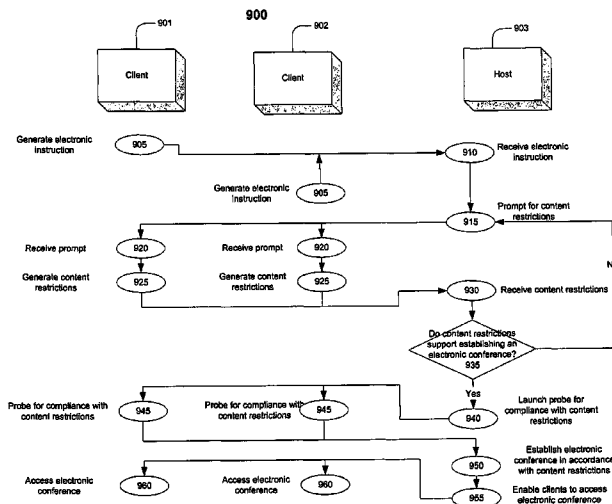 900
901
902
903
Client
Client
Host
Generate electronic
instruction
905
910
Receive electronic
instruction
Generate electronic
instruction
905
Prompt for content
restrictions
915
Receive prompt
920
Receive prompt
920
N
Generate content
restrictions
925
Generate content
restrictions
925
930
Receive content restrictions
Do content restrictions
support establishing an
electronic conference?
935
Yes
Probe for compliance with
content restrictions
945
Probe for compliance with
content restrictions
945
940
Launch probe for
compliance with content
restrictions
950
Establish electronic
conference in accordance
with content restrictions
Access electronic
conference
960
Access electronic
conference
960
955
Enable clients to access
electronic conference